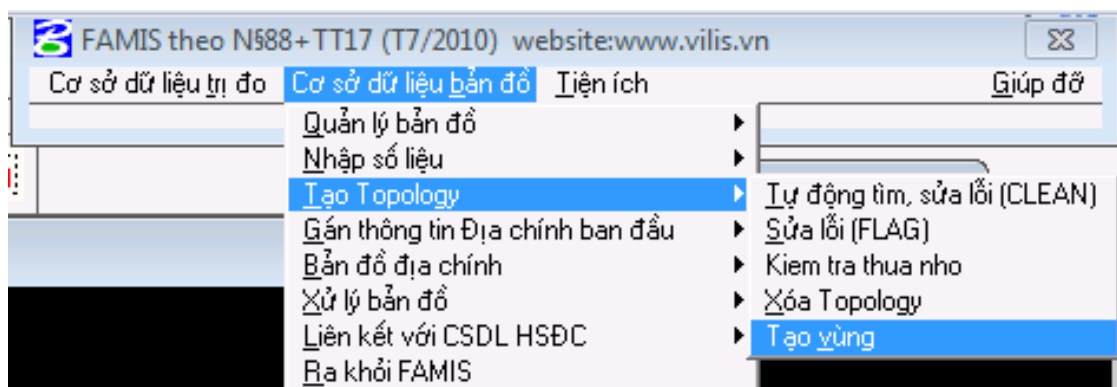 FAMIS theo N§88+TT17 (T7/2010) website:www.vilis.vn
Cơ sở dữ liệu trị đo Cơ sở dữ liệu bản đồ Tiện ích Giúp đỡ
Quản lý bản đồ
Nhập số liệu
Tạo Topology
Gán thông tin Địa chính ban đầu
Bản đồ địa chính
Xử lý bản đồ
Liên kết với CSDL HSĐC
Ra khỏi FAMIS
Tự động tìm, sửa lỗi (CLEAN)
Sửa lỗi (FLAG)
Kiem tra thua nho
Xóa Topology
Tạo vùng